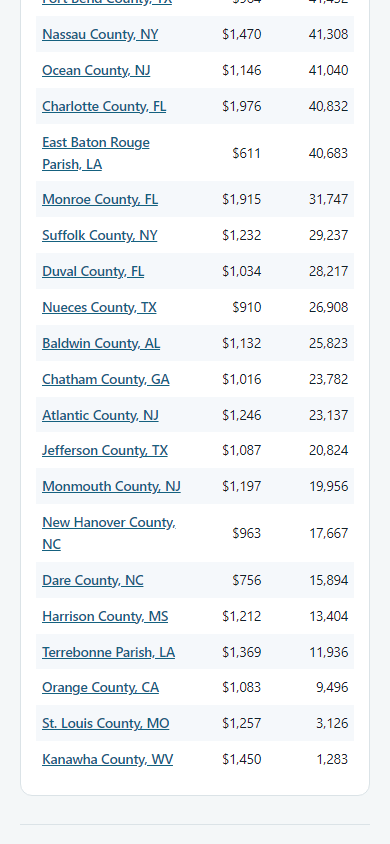 Fort Bend County, TX $964 41,432
Nassau County, NY $1,470 41,308
Ocean County, NJ $1,146 41,040
Charlotte County, FL $1,976 40,832
East Baton Rouge
Parish, LA $611 40,683
Monroe County, FL $1,915 31,747
Suffolk County, NY $1,232 29,237
Duval County, FL $1,034 28,217
Nueces County, TX $910 26,908
Baldwin County, AL $1,132 25,823
Chatham County, GA $1,016 23,782
Atlantic County, NJ $1,246 23,137
Jefferson County, TX $1,087 20,824
Monmouth County, NJ $1,197 19,956
New Hanover County,
NC $963 17,667
Dare County, NC $756 15,894
Harrison County, MS $1,212 13,404
Terrebonne Parish, LA $1,369 11,936
Orange County, CA $1,083 9,496
St. Louis County, MO $1,257 3,126
Kanawha County, WV $1,450 1,283